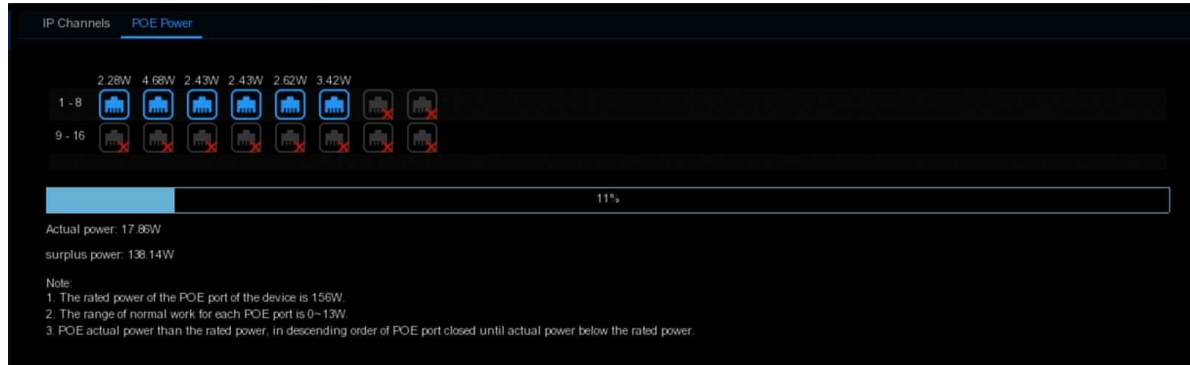 IP Channels POE Power
2.28W 4.68W 2.43W 2.43W 2.62W 3.42W
1 - 8
9 - 16
11%
Actual power: 17.86W
surplus power: 138.14W
Note:
1. The rated power of the POE port of the device is 156W.
2. The range of normal work for each POE port is 0~13W.
3. POE actual power than the rated power, in descending order of POE port closed until actual power below the rated power.